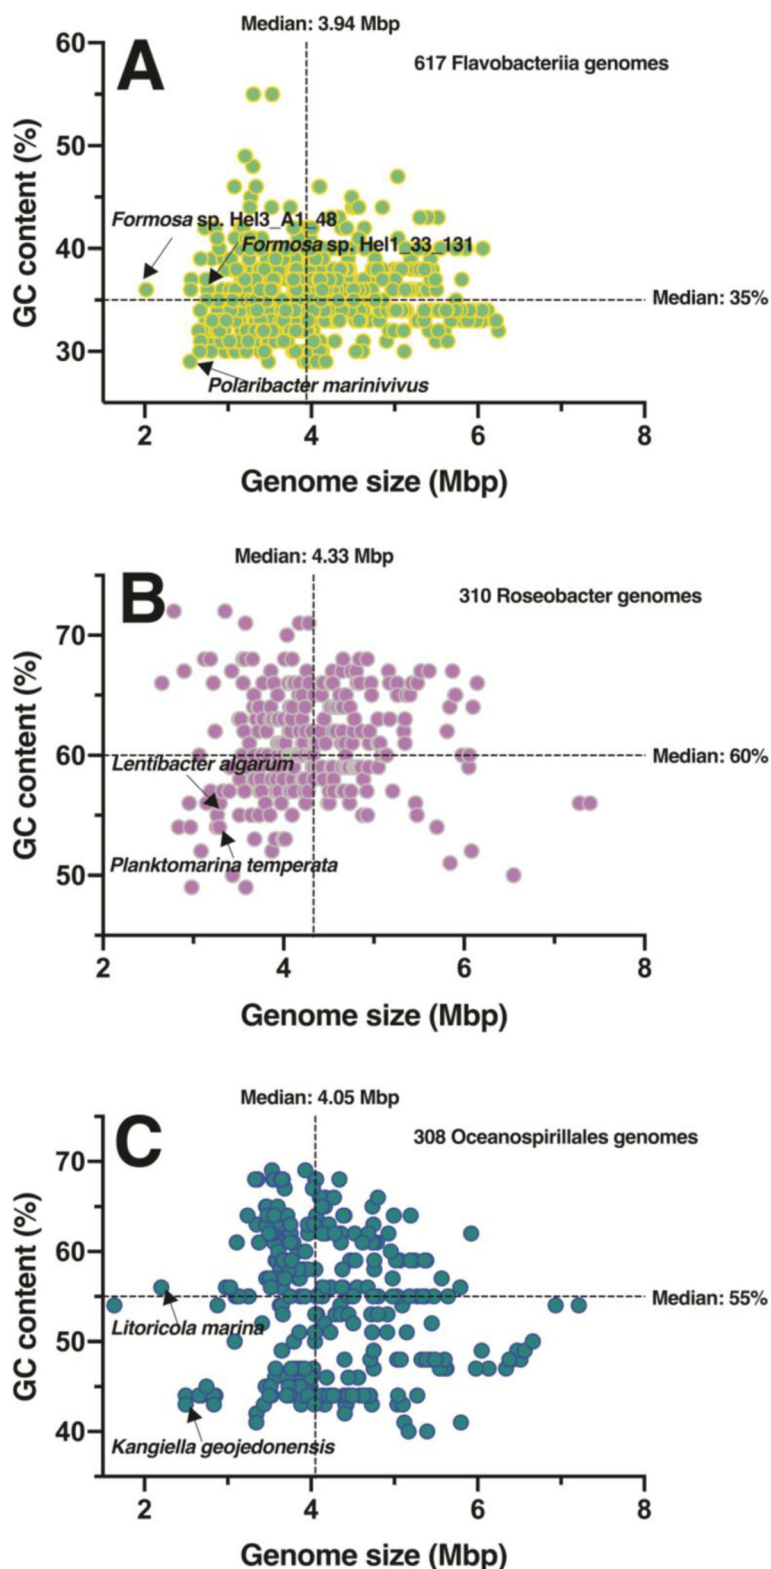 Median: 3.94 Mbp
A
617 Flavobacteriia genomes
GC content (%)
60
50
40
30
Formosa sp. Hel3_A1_48
Formosa sp. Hel1_33_131
Median: 35%
Polaribacter marinivivus
2
4
6
8
Genome size (Mbp)
Median: 4.33 Mbp
B
310 Roseobacter genomes
GC content (%)
70
60
50
Median: 60%
Lentibacter algarum
Planktomarina temperata
2
4
6
8
Genome size (Mbp)
Median: 4.05 Mbp
C
308 Oceanospirillales genomes
GC content (%)
70
60
50
40
Median: 55%
Litoricola marina
Kangiella geojedonensis
2
4
6
8
Genome size (Mbp)